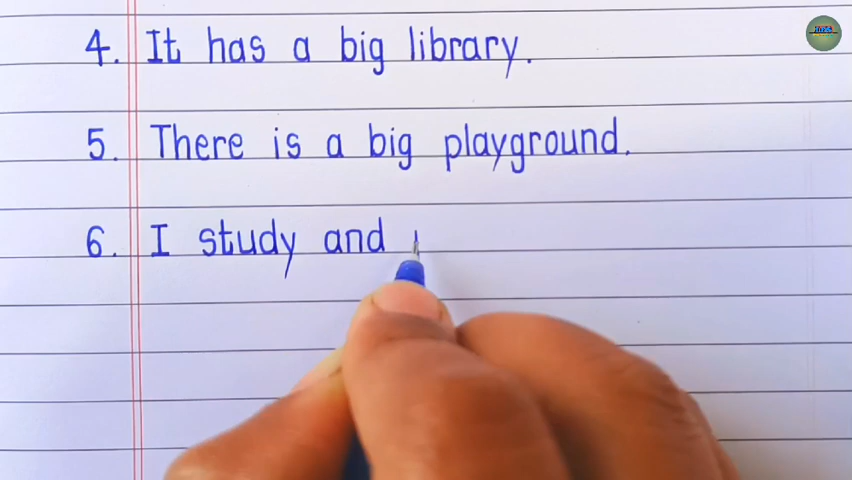 4. It has a big library.
5. There is a big playground.
6. I study and